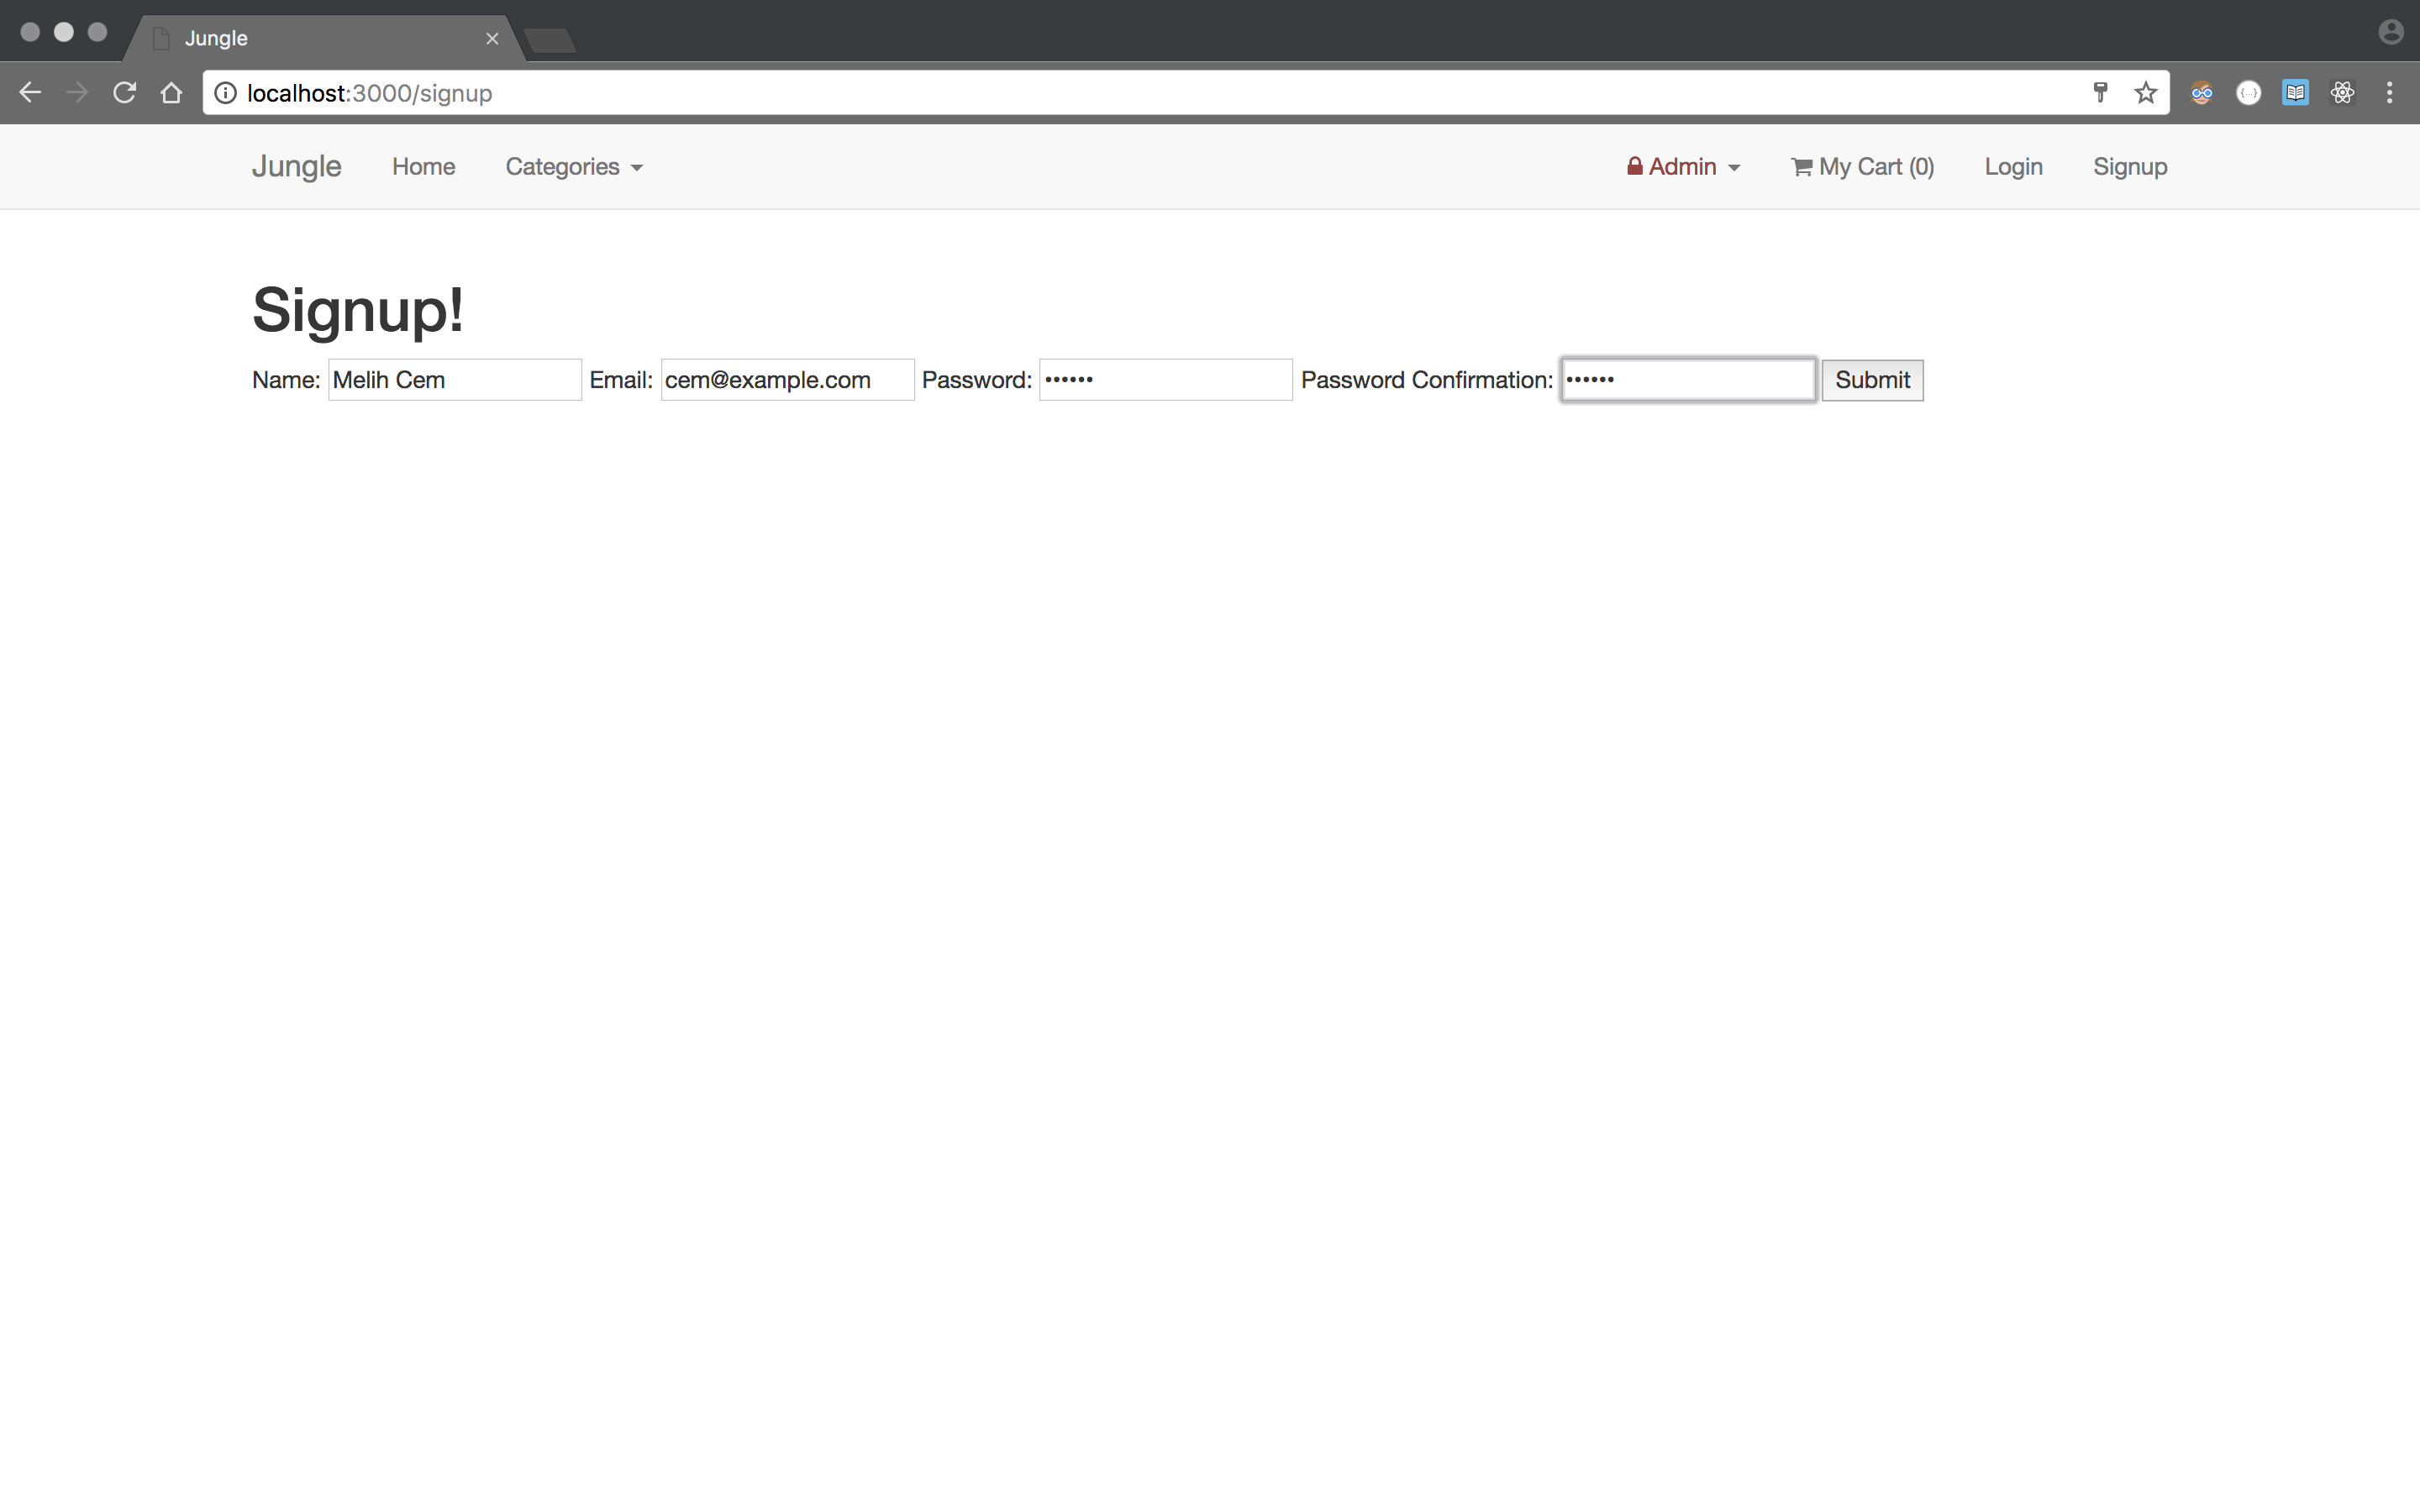 Jungle
localhost:3000/signup
Jungle Home Categories Admin My Cart (0) Login Signup
Signup!
Name: Melih Cem Email: cem@example.com Password: •••••• Password Confirmation: •••••• Submit